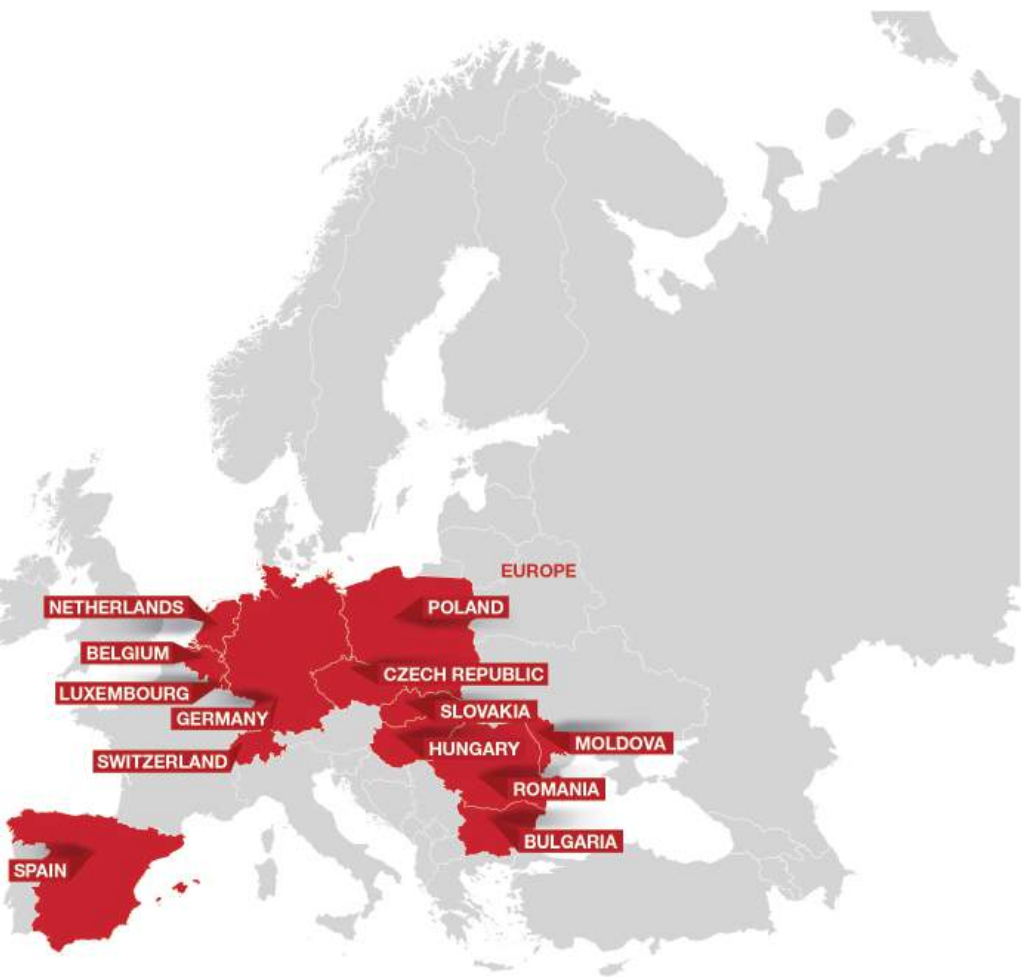 EUROPE
NETHERLANDS
POLAND
BELGIUM
CZECH REPUBLIC
LUXEMBOURG
SLOVAKIA
GERMANY
MOLDOVA
HUNGARY
SWITZERLAND
ROMANIA
BULGARIA
SPAIN